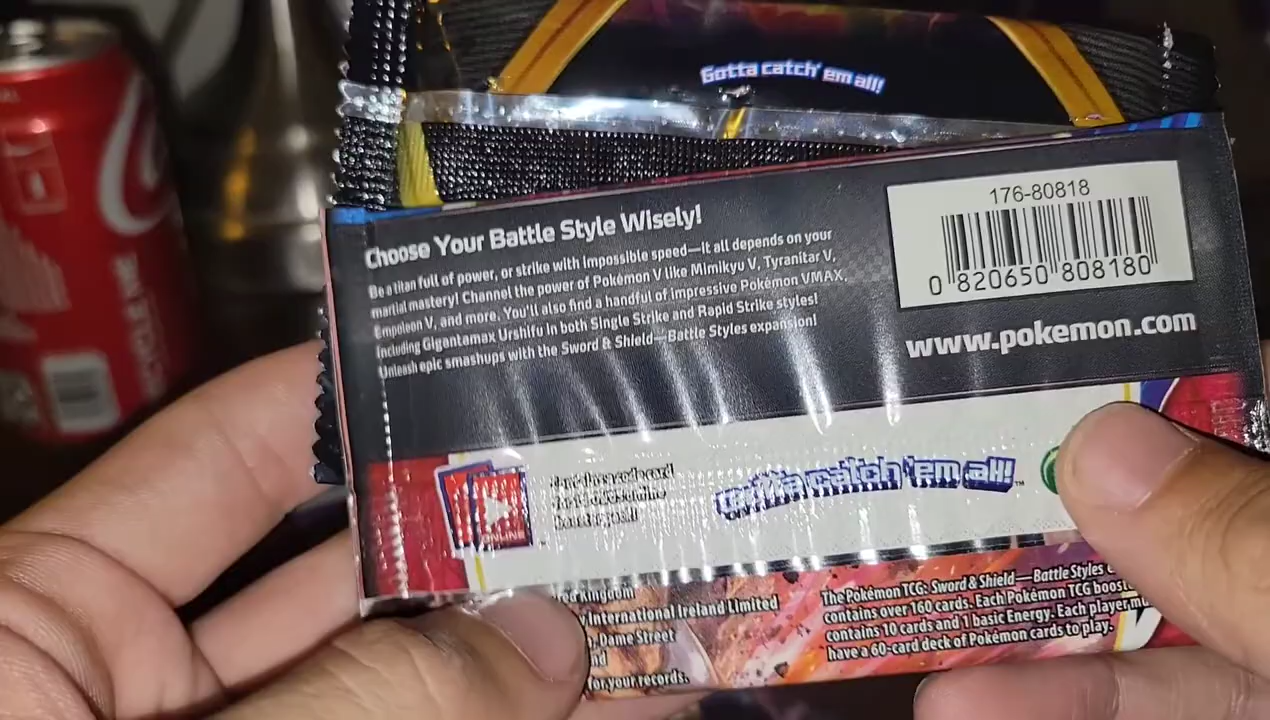 Gotta catch' em all!
176-80818
0 820650 808180
www.pokemon.com
Choose Your Battle Style Wisely!
Be a titan full of power, or strike with impossible speed—It all depends on your
martial mastery! Channel the power of Pokémon V like Mimikyu V, Tyranitar V,
Empoleon V, and more. You'll also find a handful of impressive Pokémon VMAX,
including Gigantamax Urshifu in both Single Strike and Rapid Strike styles!
Unleash epic smashups with the Sword & Shield—Battle Styles expansion!
ONLINE
code card
Gotta catch 'em all!™
Kingdom
International Ireland Limited
Dame Street
for your records.
The Pokémon TCG: Sword & Shield—Battle Styles
contains over 160 cards. Each Pokémon TCG
contains 10 cards and 1 basic Energy. Each player
have a 60-card deck of Pokémon cards to play.